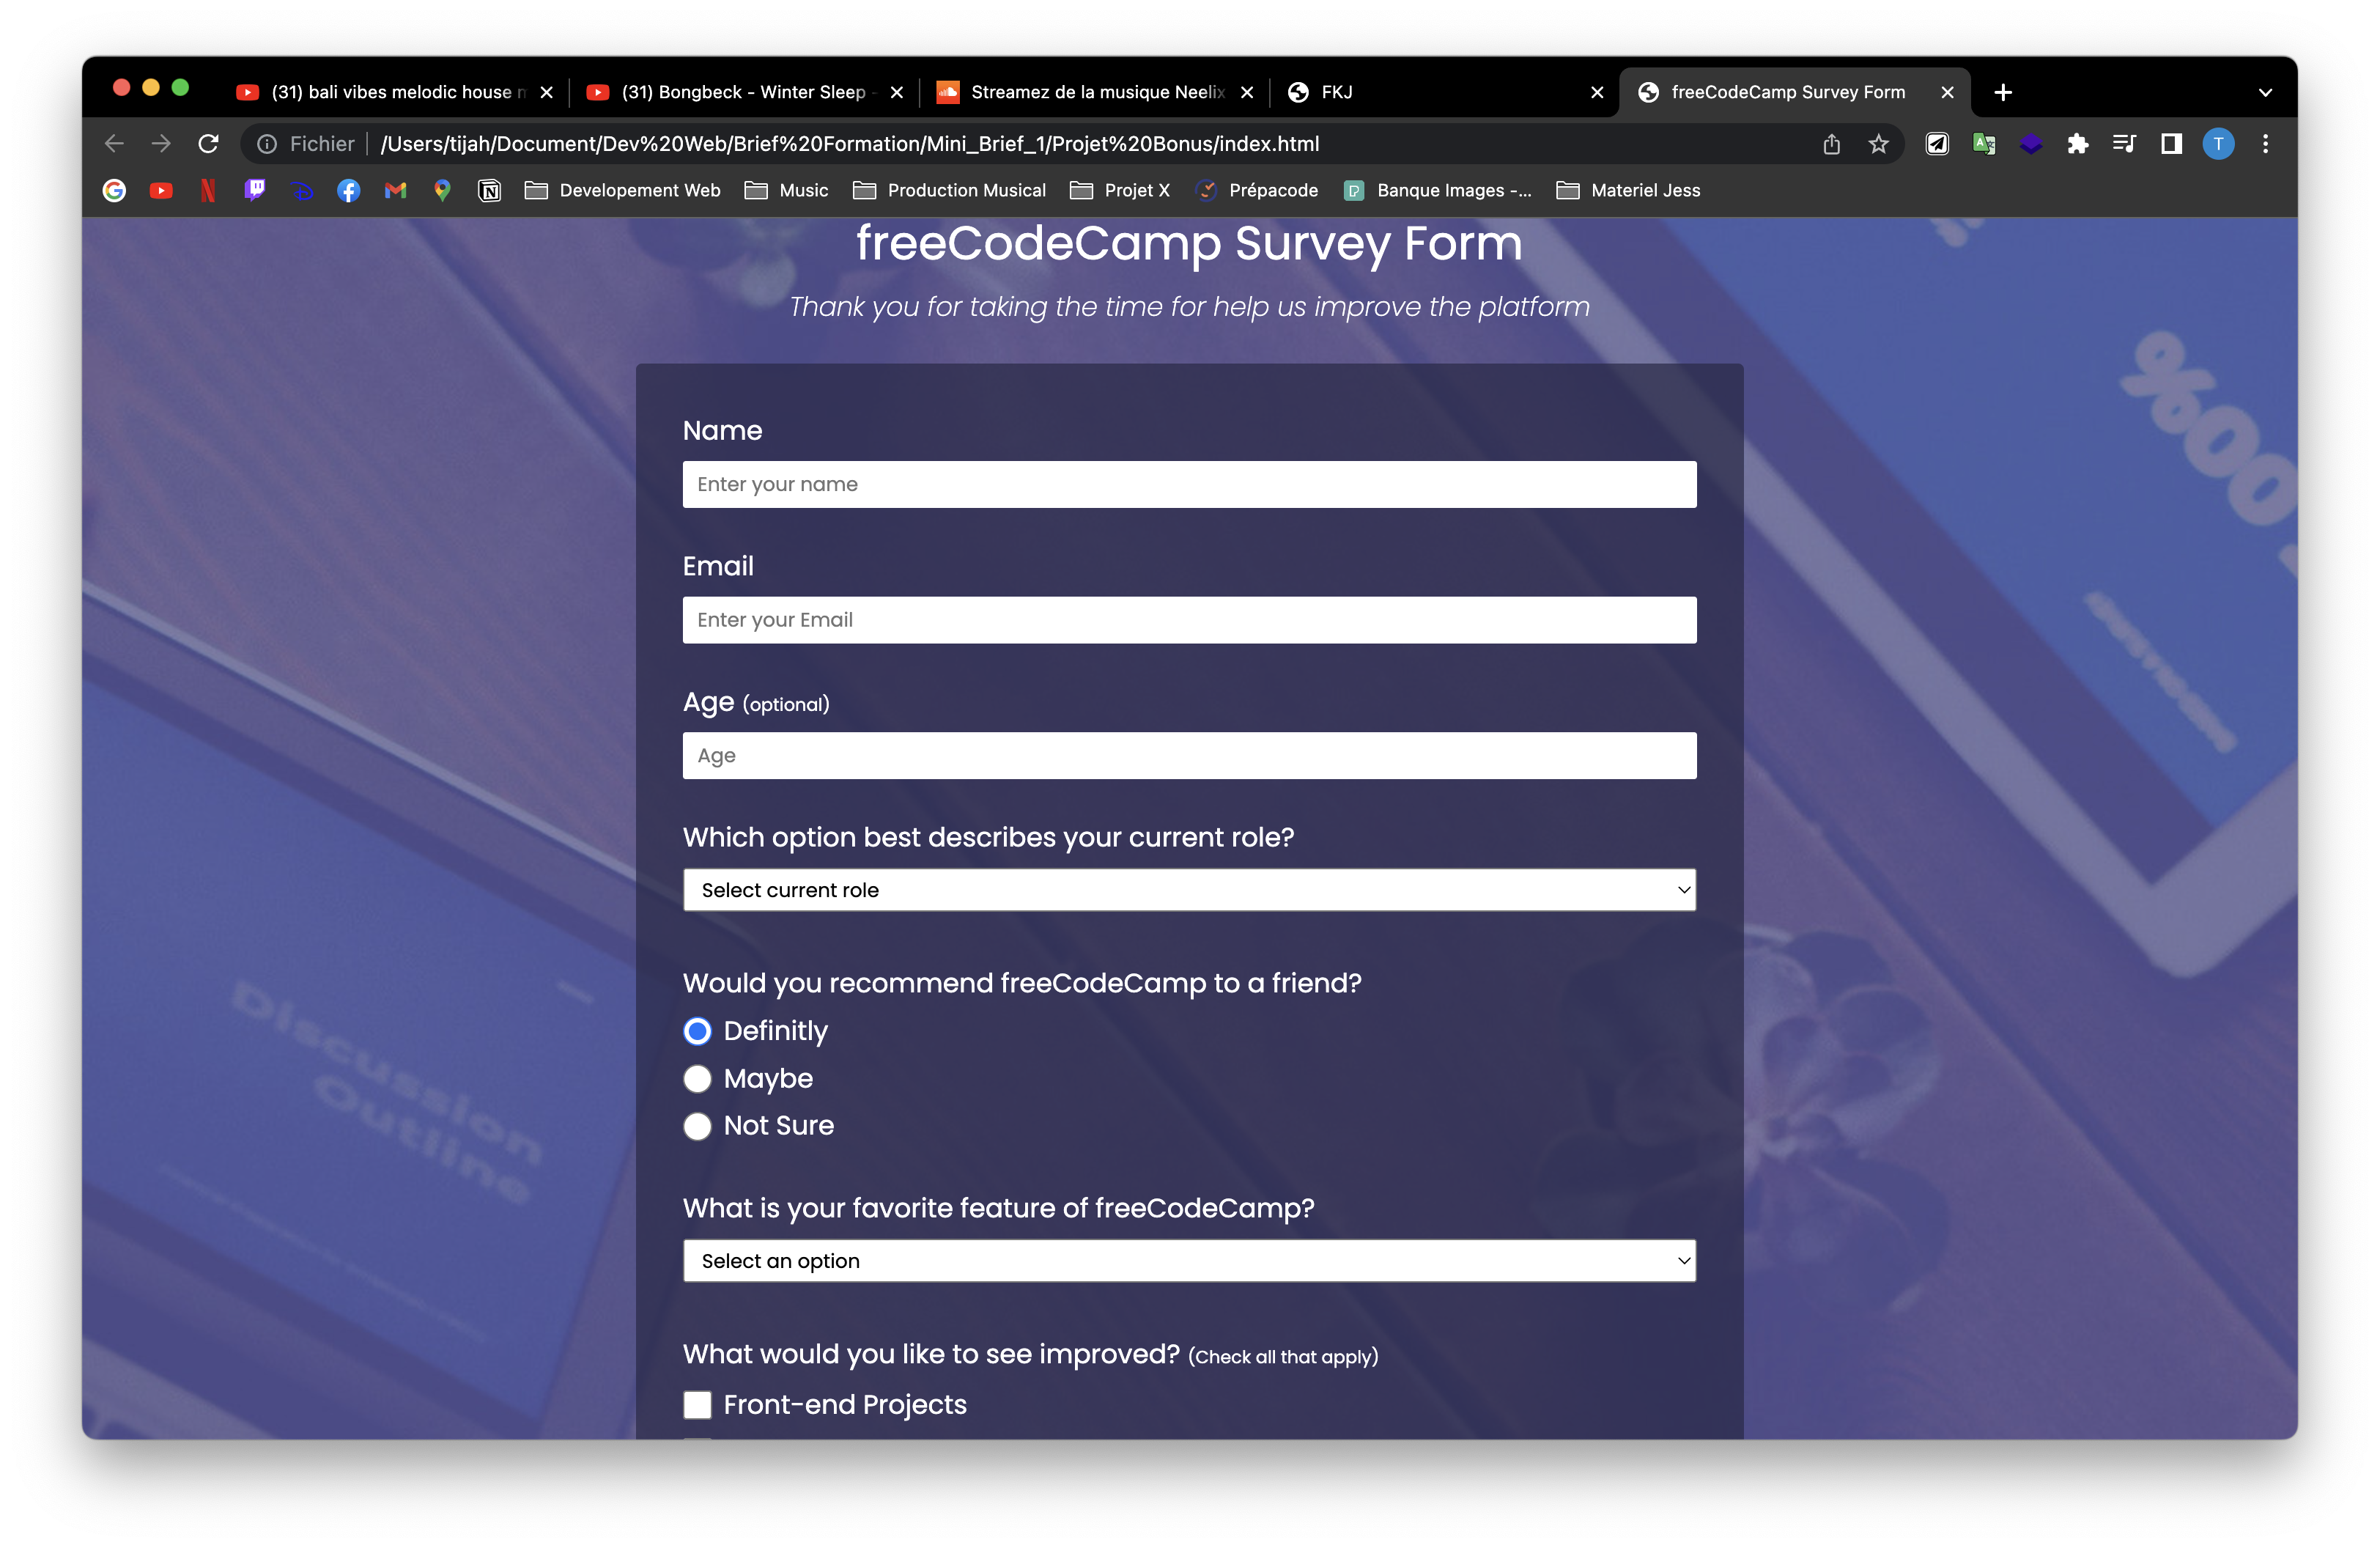 (31) bali vibes melodic house
(31) Bongbeck - Winter Sleep -
Streamez de la musique Neelix
FKJ
freeCodeCamp Survey Form
Fichier
/Users/tijah/Document/Dev%20Web/Brief%20Formation/Mini_Brief_1/Projet%20Bonus/index.html
T
Developement Web
Music
Production Musical
Projet X
Prépacode
Banque Images -...
Materiel Jess
freeCodeCamp Survey Form
Thank you for taking the time for help us improve the platform
%00
Name
Enter your name
Email
Enter your Email
Age (optional)
Age
Which option best describes your current role?
Select current role
Discussion
Outline
Would you recommend freeCodeCamp to a friend?
Definitly
Maybe
Not Sure
What is your favorite feature of freeCodeCamp?
Select an option
What would you like to see improved? (Check all that apply)
Front-end Projects